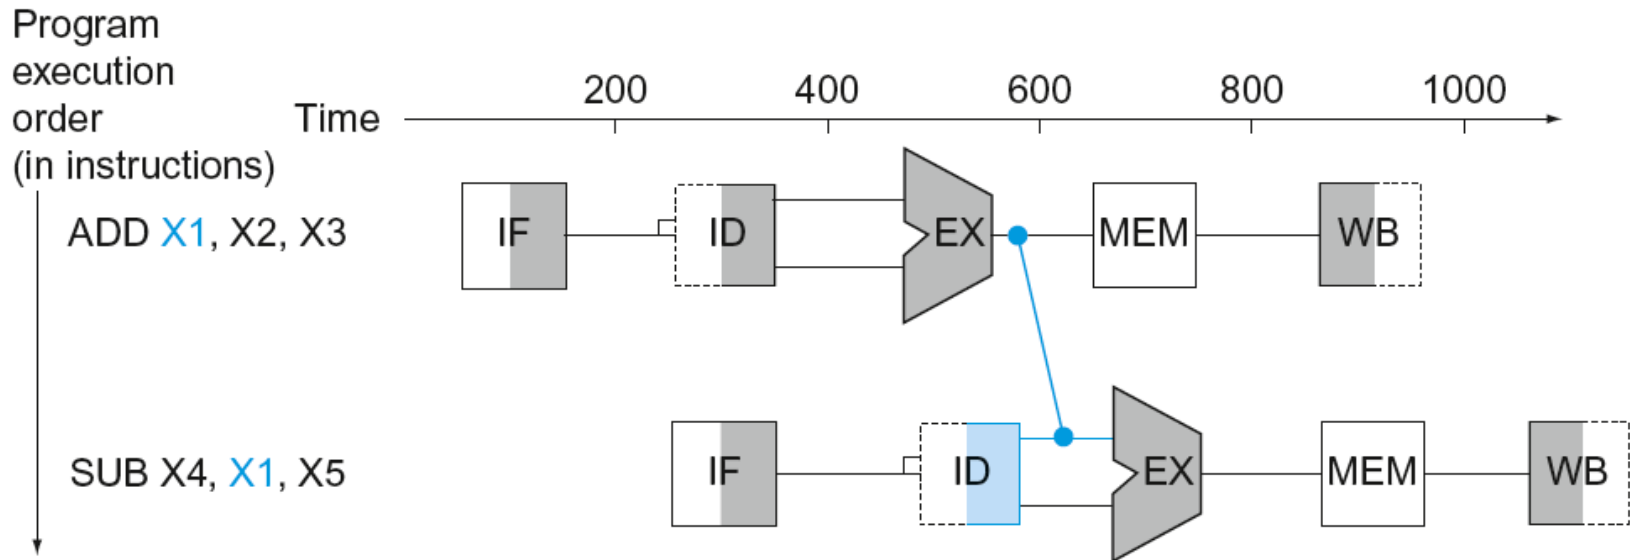 Program
execution
order
(in instructions)
Time
200 400 600 800 1000
ADD X1, X2, X3
IF ID EX MEM WB
SUB X4, X1, X5
IF ID EX MEM WB